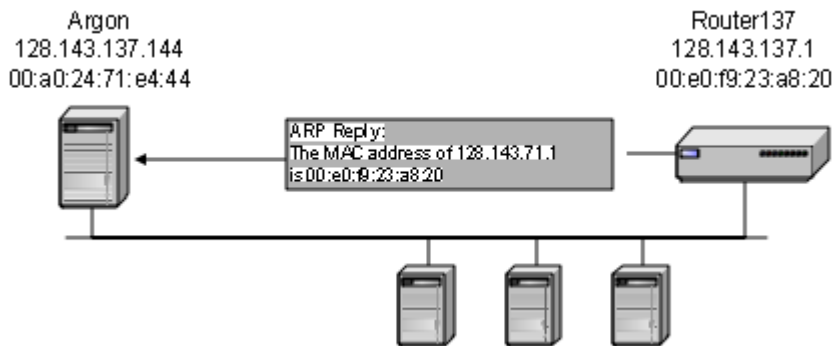 Argon
128.143.137.144
00:a0:24:71:e4:44
Router137
128.143.137.1
00:e0:f9:23:a8:20
ARP Reply:
The MAC address of 128.143.71.1
is 00:e0:f9:23:a8:20